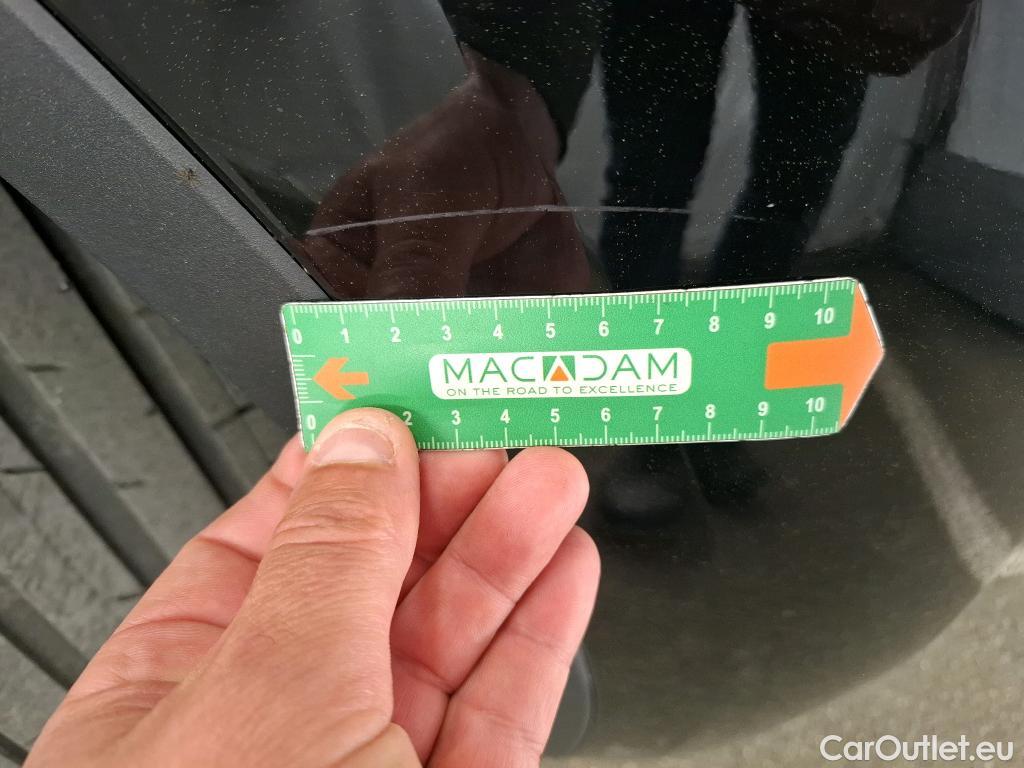 0 1 2 3 4 5 6 7 8 9 10
MACADAM
ON THE ROAD TO EXCELLENCE
0 2 3 4 5 6 7 8 9 10
CarOutlet.eu